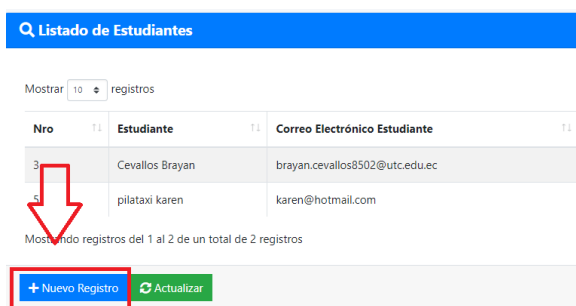 Listado de Estudiantes
Mostrar 10 registros
Nro Estudiante Correo Electrónico Estudiante
3 Cevallos Brayan brayan.cevallos8502@utc.edu.ec
5 pilataxi karen karen@hotmail.com
Mostrando registros del 1 al 2 de un total de 2 registros
+ Nuevo Registro Actualizar